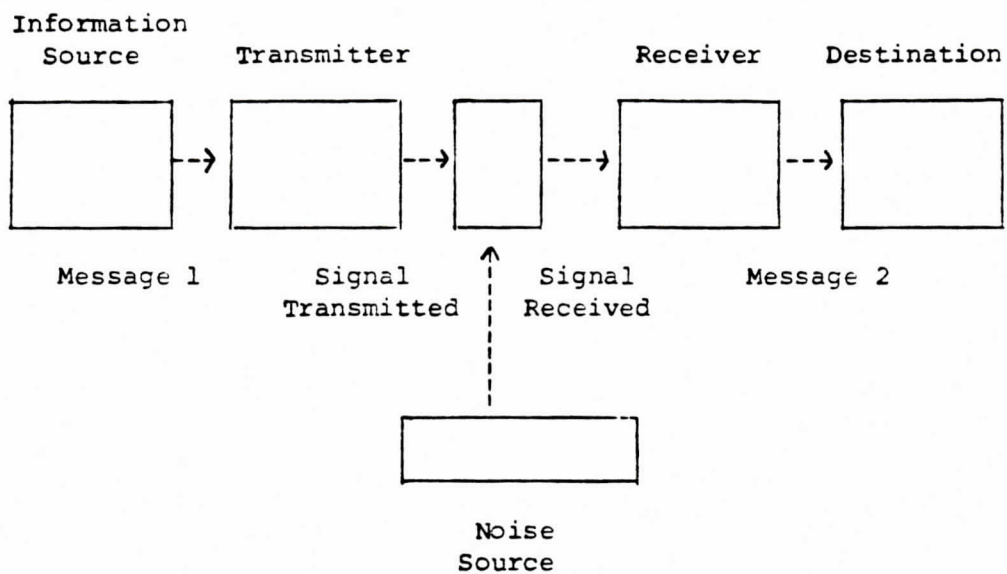 Information
Source
Transmitter
Receiver
Destination
Message 1
Signal
Transmitted
Signal
Received
Message 2
Noise
Source